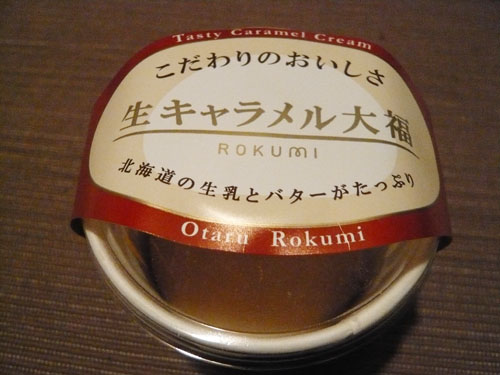 Tasty Caramel Cream
こだわりのおいしさ
生キャラメル大福
ROKUMI
北海道の生乳とバターがたっぷり
Otaru Rokumi